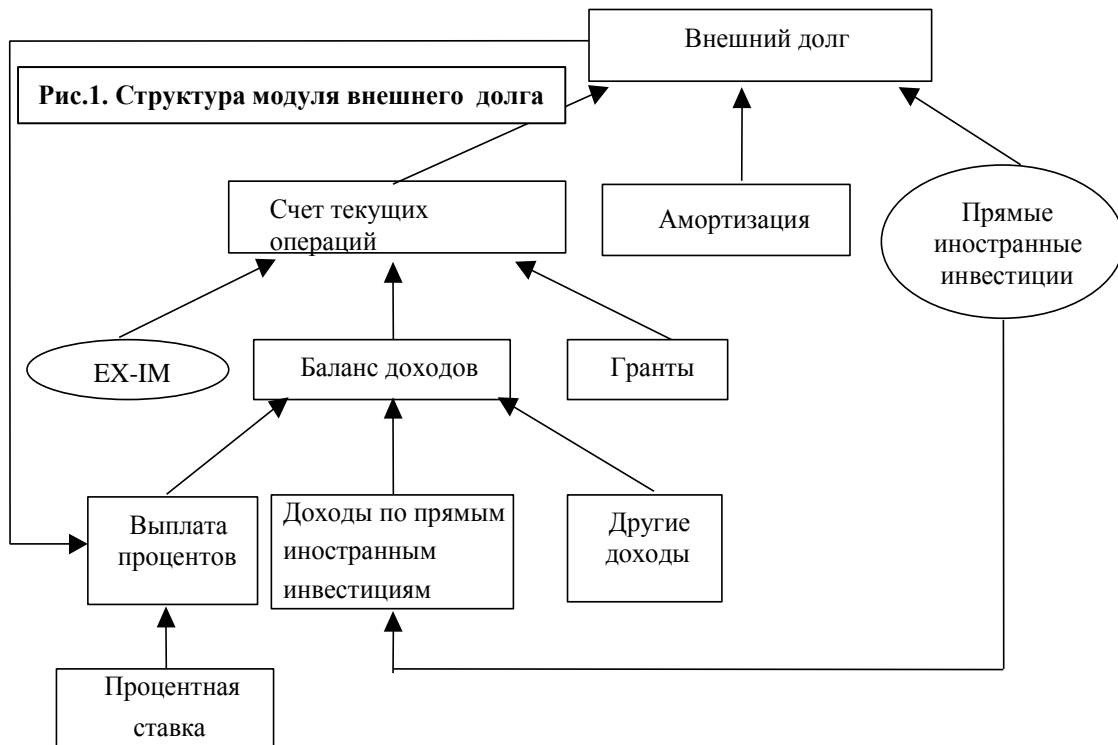 Внешний долг
Рис.1. Структура модуля внешнего долга
Счет текущих
операций
Амортизация
Прямые
иностранные
инвестиции
EX-IM
Баланс доходов
Гранты
Выплата
процентов
Доходы по прямым
иностранным
инвестициям
Другие
доходы
Процентная
ставка